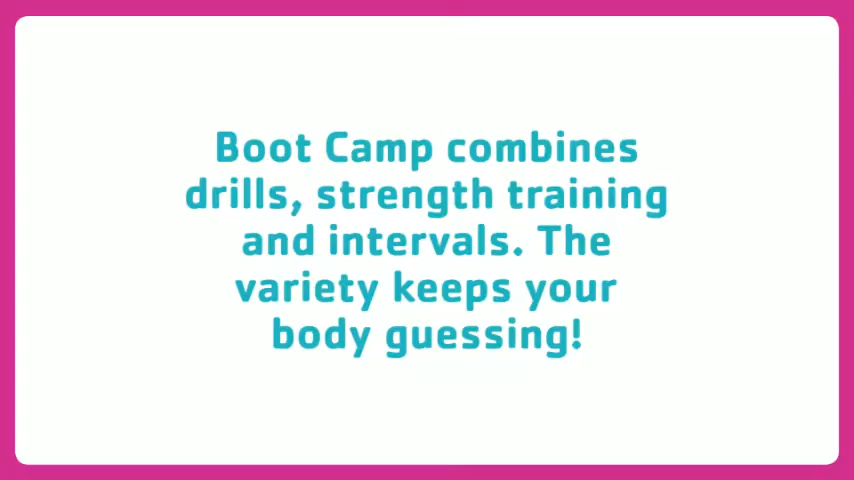 Boot Camp combines
drills, strength training
and intervals. The
variety keeps your
body guessing!